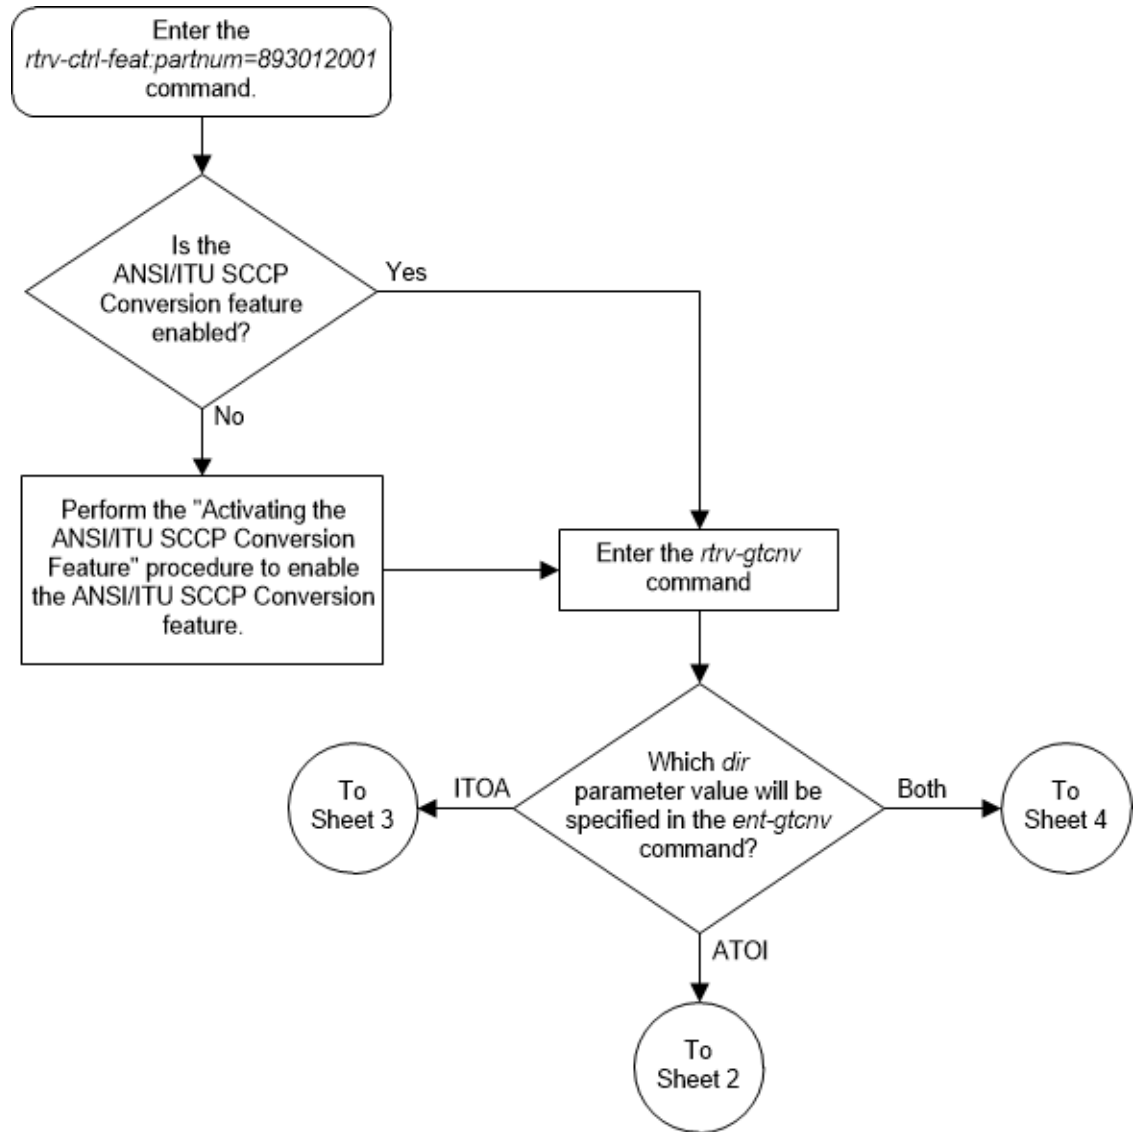 Enter the
rtrv-ctrl-feat:partnum=893012001
command.
Is the
ANSI/ITU SCCP
Conversion feature
enabled?
Yes
No
Perform the "Activating the
ANSI/ITU SCCP Conversion
Feature" procedure to enable
the ANSI/ITU SCCP Conversion
feature.
Enter the rtrv-gtcnv
command
Which dir
parameter value will be
specified in the ent-gtcnv
command?
ITOA
To
Sheet 3
Both
To
Sheet 4
ATOI
To
Sheet 2